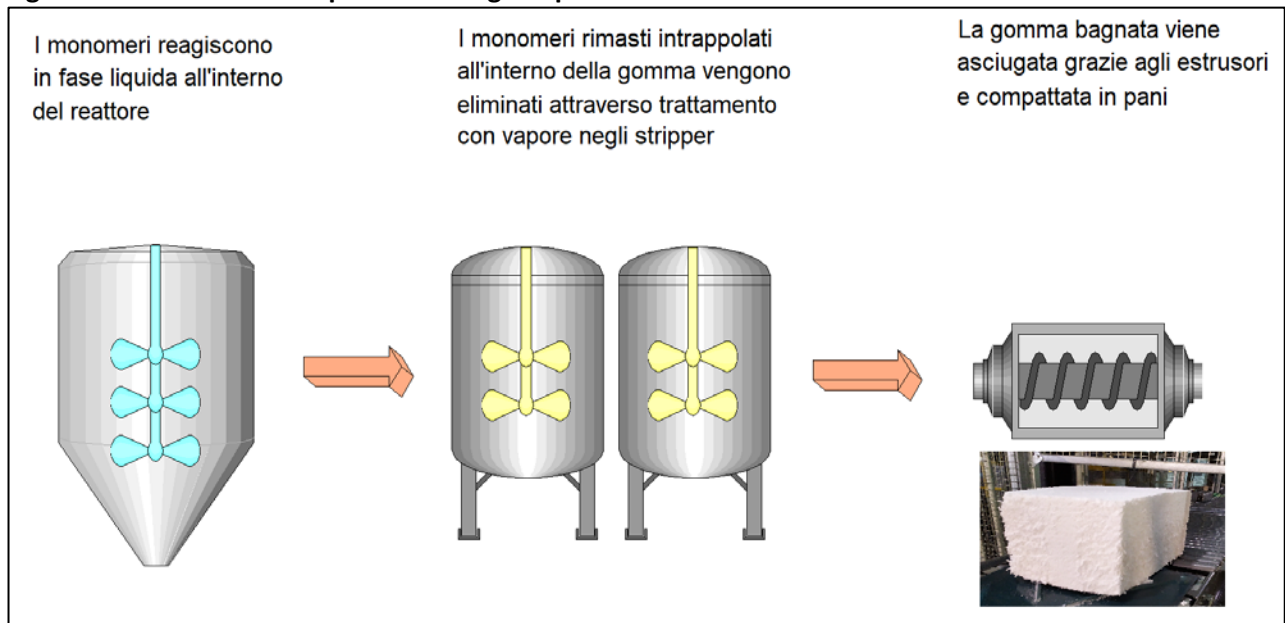 I monomeri reagiscono
in fase liquida all'interno
del reattore
I monomeri rimasti intrappolati
all'interno della gomma vengono
eliminati attraverso trattamento
con vapore negli stripper
La gomma bagnata viene
asciugata grazie agli estrusori
e compattata in pani